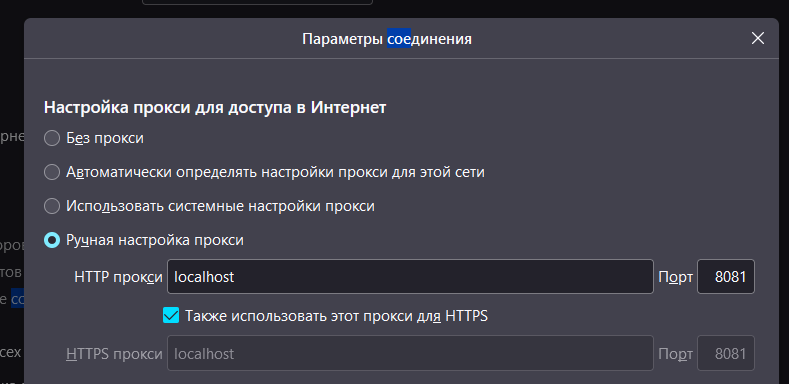 Параметры соединения
Настройка прокси для доступа в Интернет
Без прокси
Автоматически определять настройки прокси для этой сети
Использовать системные настройки прокси
Ручная настройка прокси
HTTP прокси localhost Порт 8081
Также использовать этот прокси для HTTPS
HTTPS прокси localhost Порт 8081